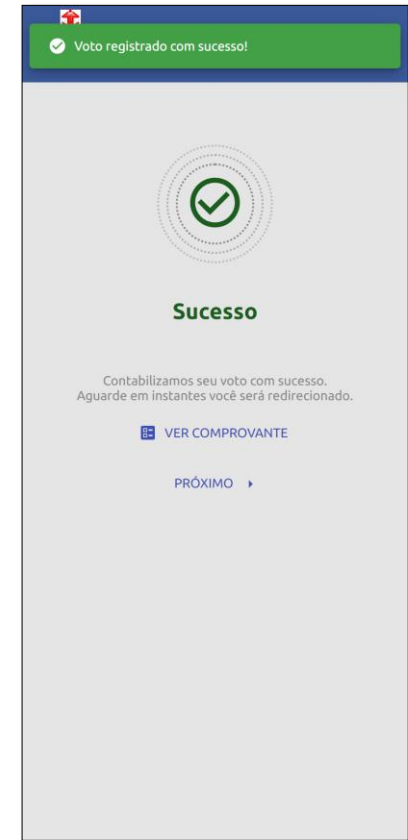 Voto registrado com sucesso!
Sucesso
Contabilizamos seu voto com sucesso.
Aguarde em instantes você será redirecionado.
VER COMPROVANTE
PRÓXIMO